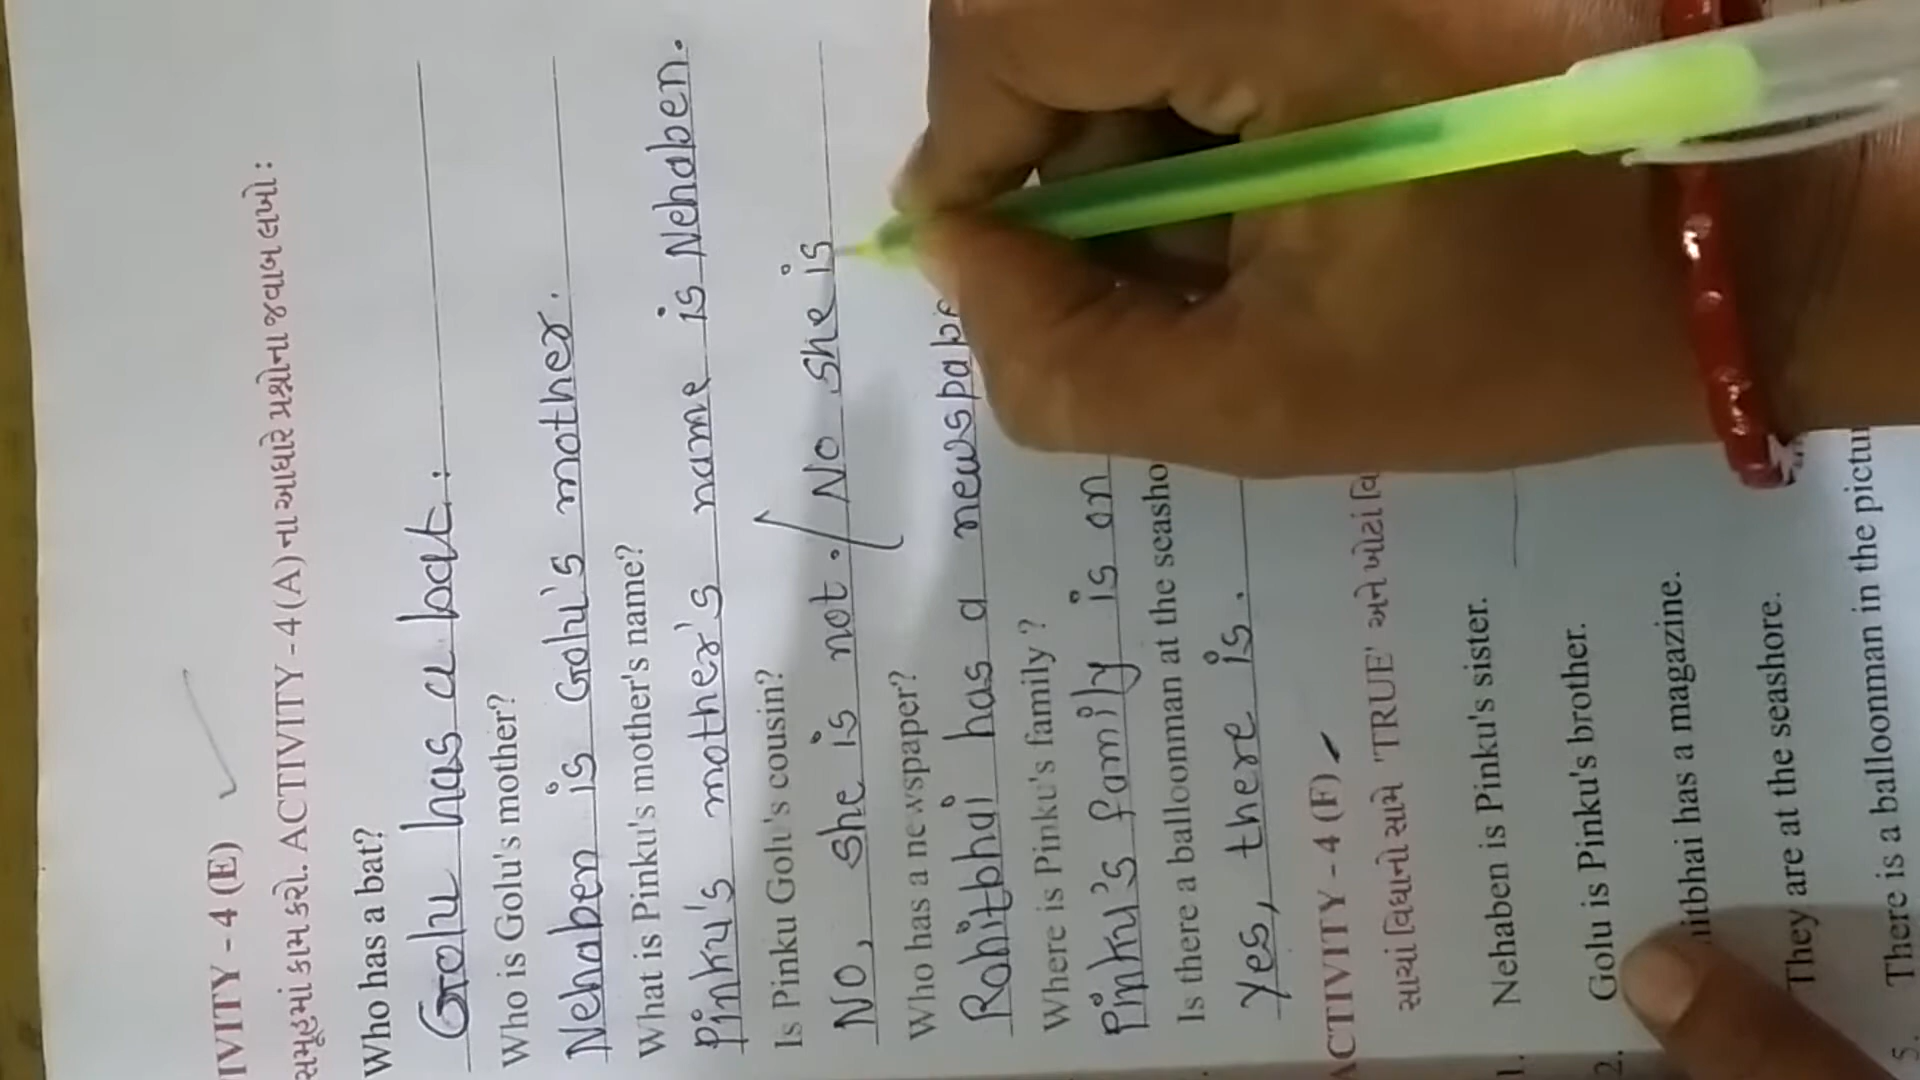 IVITY - 4 (E)
સમૂહમાં કામ કરો. ACTIVITY - 4 (A) ના આધારે પ્રશ્નોના જવાબ લખો :
Who has a bat?
Golu has a bat.
Who is Golu's mother?
Nehaben is Golu's mother.
What is Pinku's mother's name?
Pinku's mother's name is Nehaben.
Is Pinku Golu's cousin?
No, she is not. / No she is
Who has a newspaper?
Rohitbhai has a
Where is Pinku's family ?
Pinku's family is on
Is there a balloonman at the
Yes, there is.
ACTIVITY - 4 (F)
સાચાં વિધાનો સામે 'TRUE' અને ખોટાં
1. Nehaben is Pinku's sister.
2. Golu is Pinku's brother.
itbhai has a magazine.
They are at the seashore.
5. There is a balloonman in the